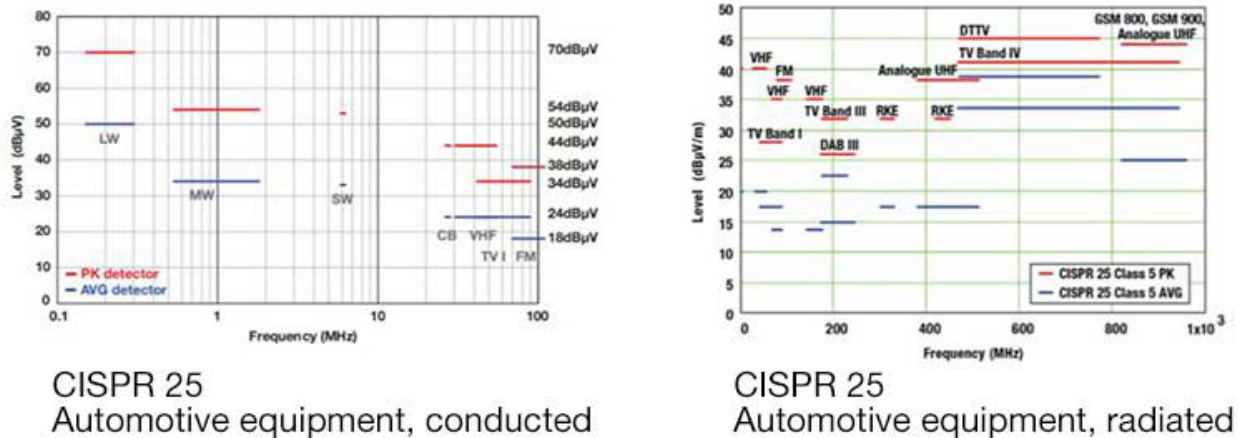 80
70
60
50
40
30
20
10
0
Level (dBµV)
70dBµV
54dBµV
50dBµV
44dBµV
38dBµV
34dBµV
24dBµV
18dBµV
LW
MW
SW
CB VHF
TV I FM
PK detector
AVG detector
0.1 1 10 100
Frequency (MHz)
CISPR 25
Automotive equipment, conducted
50
45
40
35
30
25
20
15
10
5
0
Level (dBµV/m)
GSM 800, GSM 900,
Analogue UHF
DTTV
TV Band IV
VHF
FM
Analogue UHF
VHF VHF
TV Band III RKE RKE
TV Band I
DAB III
CISPR 25 Class 5 PK
CISPR 25 Class 5 AVG
0 200 400 600 800 1x10 3
Frequency (MHz)
CISPR 25
Automotive equipment, radiated